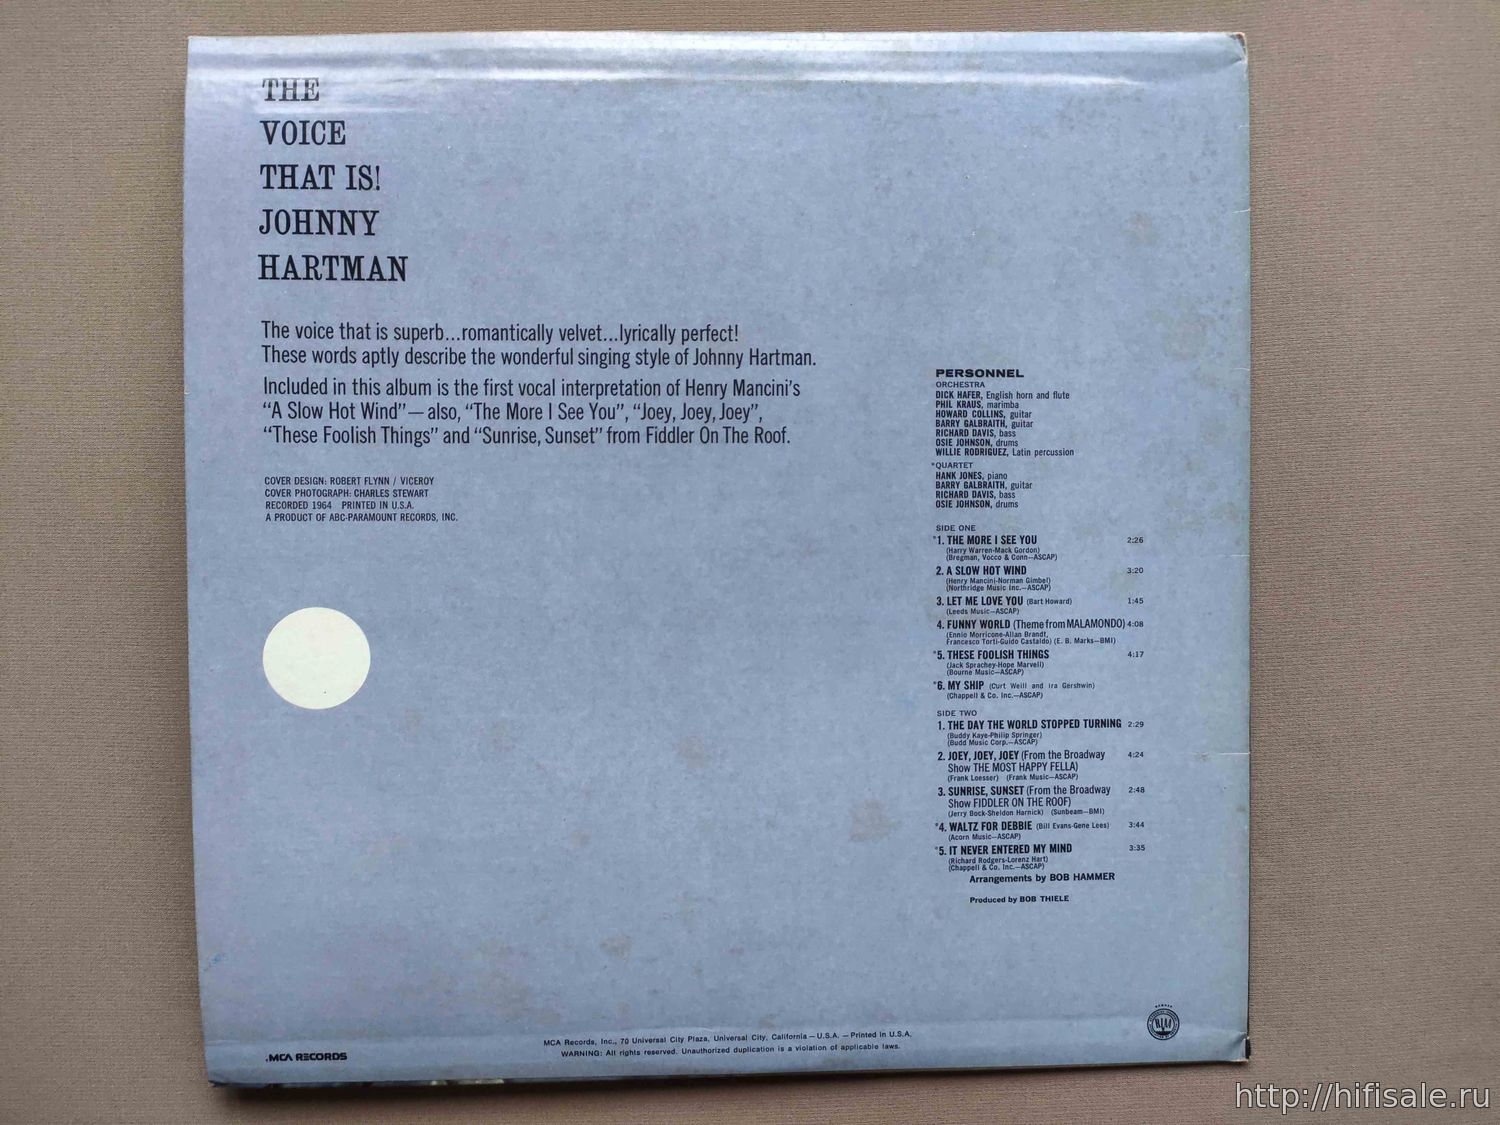 THE
VOICE
THAT IS!
JOHNNY
HARTMAN
The voice that is superb...romantically velvet...lyrically perfect!
These words aptly describe the wonderful singing style of Johnny Hartman.
Included in this album is the first vocal interpretation of Henry Mancini's
"A Slow Hot Wind"—also, "The More I See You", "Joey, Joey, Joey",
"These Foolish Things" and "Sunrise, Sunset" from Fiddler On The Roof.
COVER DESIGN: ROBERT FLYNN / VICEROY
COVER PHOTOGRAPH: CHARLES STEWART
RECORDED 1964 PRINTED IN U.S.A.
A PRODUCT OF ABC-PARAMOUNT RECORDS, INC.
PERSONNEL
ORCHESTRA
DICK HAFER, English horn and flute
PHIL KRAUS, marimba
HOWARD COLLINS, guitar
BARRY GALBRAITH, guitar
RICHARD DAVIS, bass
OSIE JOHNSON, drums
WILLIE RODRIGUEZ, Latin percussion
*QUARTET
HANK JONES, piano
BARRY GALBRAITH, guitar
RICHARD DAVIS, bass
OSIE JOHNSON, drums
SIDE ONE
*1. THE MORE I SEE YOU 2:26
(Harry Warren-Mack Gordon)
(Bregman, Vocco & Conn—ASCAP)
2. A SLOW HOT WIND 3:20
(Henry Mancini-Norman Gimbel)
(Northridge Music Inc.—ASCAP)
3. LET ME LOVE YOU (Bart Howard) 1:45
(Leeds Music—ASCAP)
4. FUNNY WORLD (Theme from MALAMONDO) 4:08
(Ennio Morricone-Allan Brandt,
Francesco Torti-Guido Castaldo) (E. B. Marks—BMI)
*5. THESE FOOLISH THINGS 4:17
(Jack Sprachey-Hope Marvell)
(Bourne Music—ASCAP)
*6. MY SHIP (Curt Weill and Ira Gershwin)
(Chappell & Co. Inc.—ASCAP)
SIDE TWO
1. THE DAY THE WORLD STOPPED TURNING 2:29
(Buddy Kaye-Philip Springer)
(Budd Music Corp.—ASCAP)
2. JOEY, JOEY, JOEY (From the Broadway 4:24
Show THE MOST HAPPY FELLA)
(Frank Loesser) (Frank Music—ASCAP)
3. SUNRISE, SUNSET (From the Broadway 2:48
Show FIDDLER ON THE ROOF)
(Jerry Bock-Sheldon Harnick) (Sunbeam—BMI)
*4. WALTZ FOR DEBBIE (Bill Evans-Gene Lees) 3:44
(Acorn Music—ASCAP)
*5. IT NEVER ENTERED MY MIND 3:35
(Richard Rodgers-Lorenz Hart)
(Chappell & Co. Inc.—ASCAP)
Arrangements by BOB HAMMER
Produced by BOB THIELE
MCA RECORDS
MCA Records, Inc., 70 Universal City Plaza, Universal City, California — U.S.A. — Printed in U.S.A.
WARNING: All rights reserved. Unauthorized duplication is a violation of applicable laws.
http://hifisale.ru